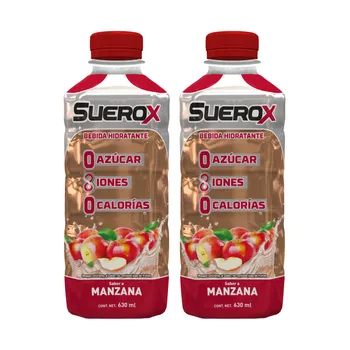 SUEROX
BEBIDA HIDRATANTE
0 AZÚCAR
8 IONES
0 CALORÍAS
Sabor a
MANZANA
CONT. NET. 630 ml
SUEROX
BEBIDA HIDRATANTE
0 AZÚCAR
8 IONES
0 CALORÍAS
Sabor a
MANZANA
CONT. NET. 630 ml